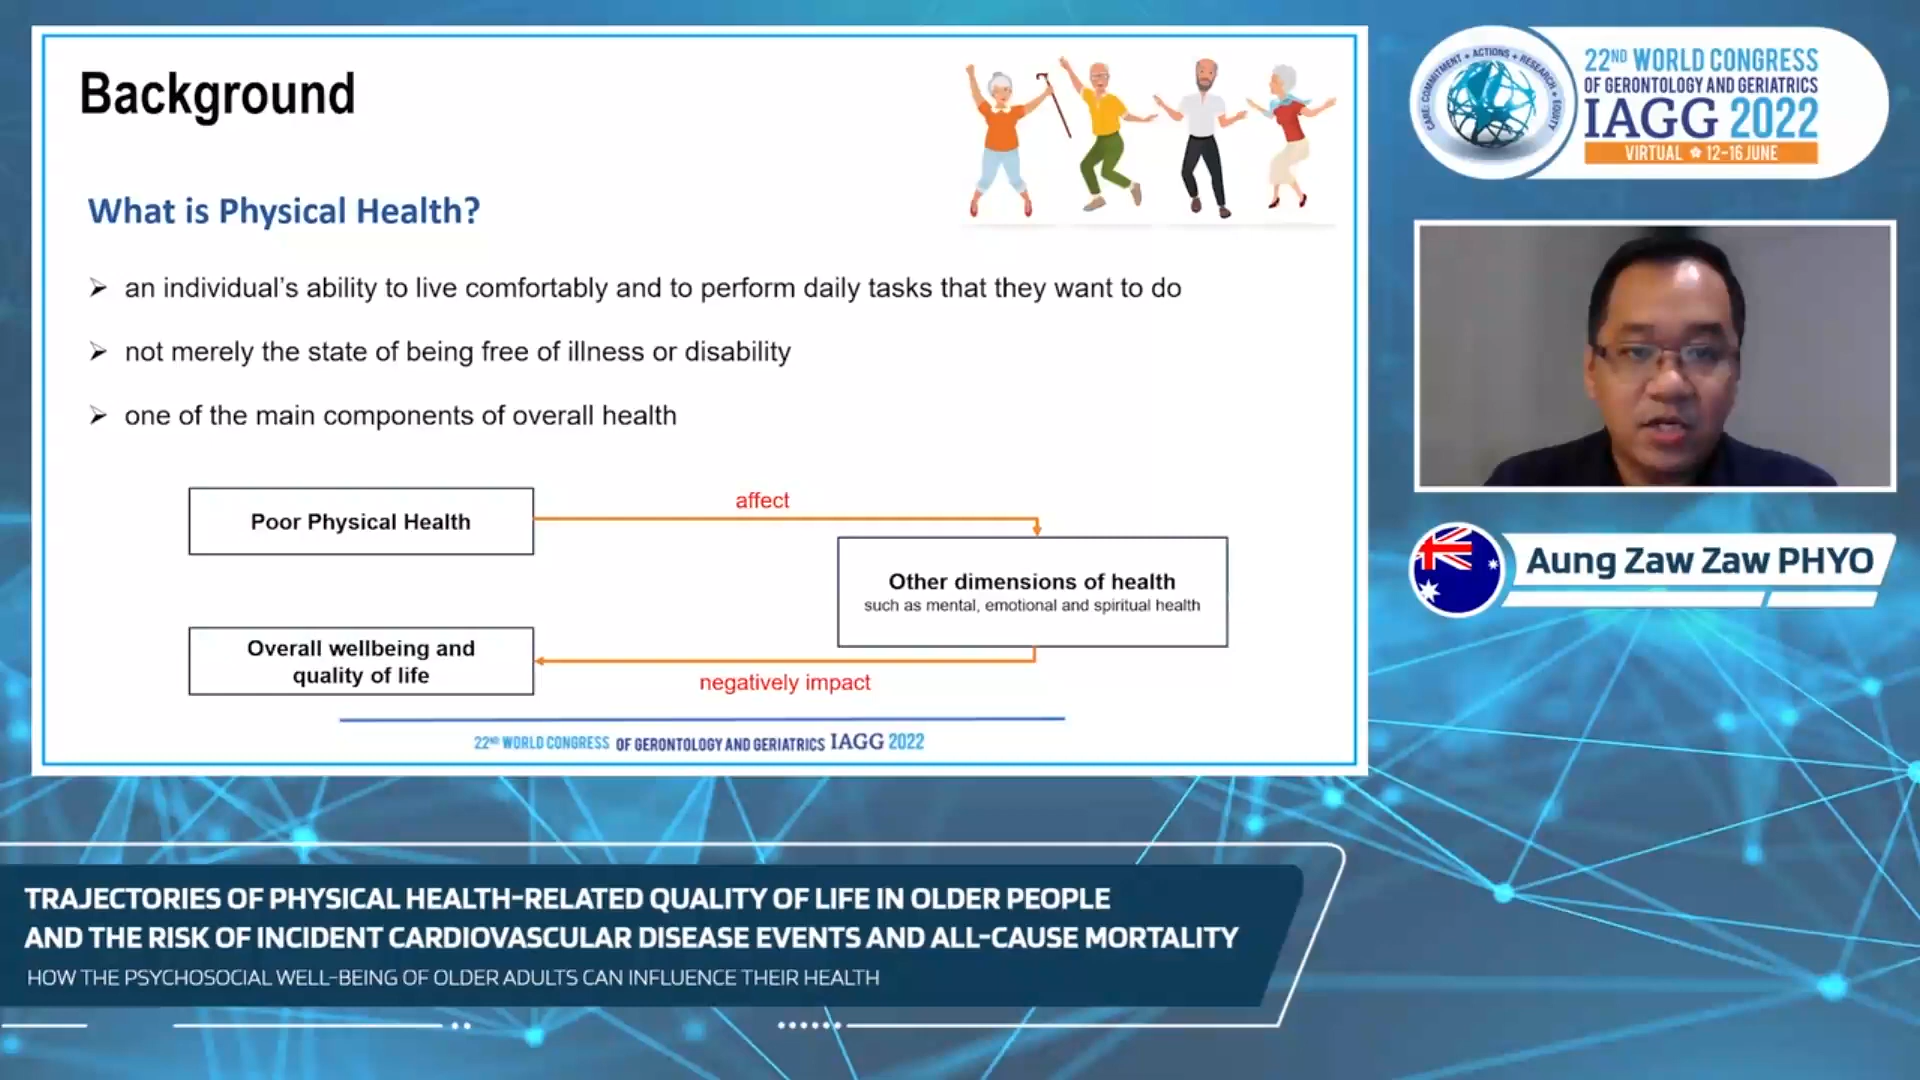 Background
What is Physical Health?
➢ an individual's ability to live comfortably and to perform daily tasks that they want to do
➢ not merely the state of being free of illness or disability
➢ one of the main components of overall health
Poor Physical Health
affect
Other dimensions of health
such as mental, emotional and spiritual health
Overall wellbeing and
quality of life
negatively impact
22ND WORLD CONGRESS OF GERONTOLOGY AND GERIATRICS IAGG 2022
CARE: COMMITMENT + ACTIONS + RESEARCH + EQUITY
22ND WORLD CONGRESS
OF GERONTOLOGY AND GERIATRICS
IAGG 2022
VIRTUAL 12-16 JUNE
Aung Zaw Zaw PHYO
TRAJECTORIES OF PHYSICAL HEALTH-RELATED QUALITY OF LIFE IN OLDER PEOPLE
AND THE RISK OF INCIDENT CARDIOVASCULAR DISEASE EVENTS AND ALL-CAUSE MORTALITY
HOW THE PSYCHOSOCIAL WELL-BEING OF OLDER ADULTS CAN INFLUENCE THEIR HEALTH